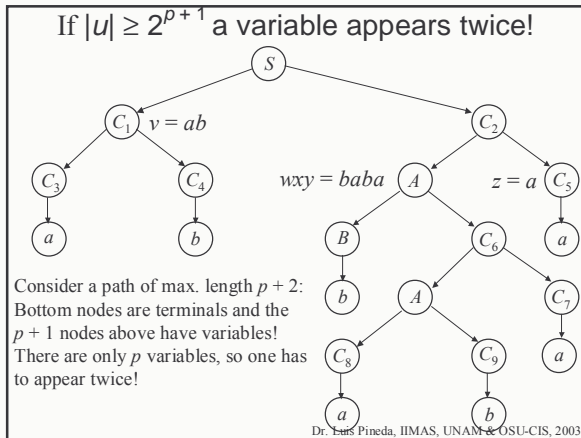 If |u| ≥ 2^{p + 1} a variable appears twice!
S
C₁ v = ab C₂
C₃ C₄ wxy = baba A z = a C₅
a b B C₆ a
Consider a path of max. length p + 2:
Bottom nodes are terminals and the
p + 1 nodes above have variables!
There are only p variables, so one has
to appear twice!
b A C₇
C₈ C₉ a
a b
Dr. Luis Pineda, IIMAS, UNAM & OSU-CIS, 2003